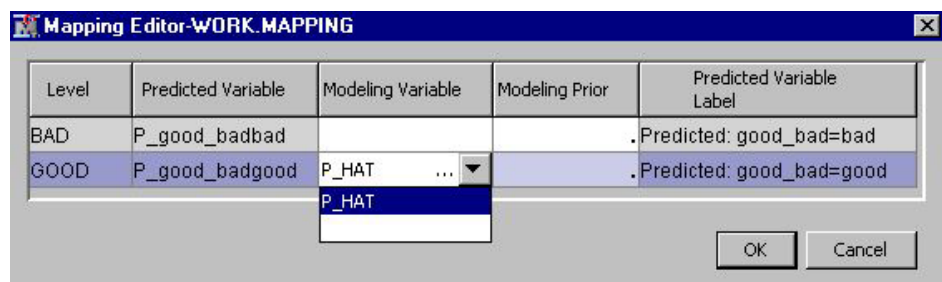 Mapping Editor-WORK.MAPPING
Level Predicted Variable Modeling Variable Modeling Prior Predicted Variable
Label
BAD P_good_badbad . Predicted: good_bad=bad
GOOD P_good_badgood P_HAT ... . Predicted: good_bad=good
P_HAT
OK Cancel